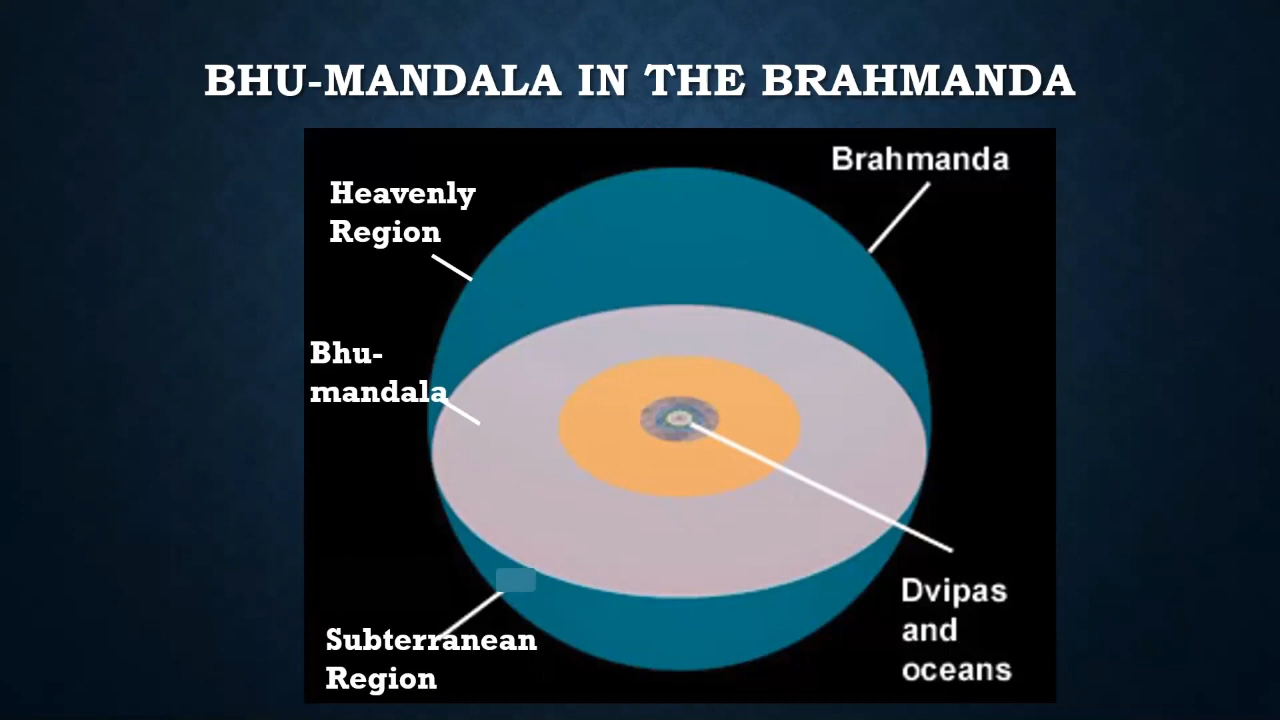 BHU-MANDALA IN THE BRAHMANDA
Brahmanda
Heavenly
Region
Bhu-
mandala
Dvipas
and
oceans
Subterranean
Region